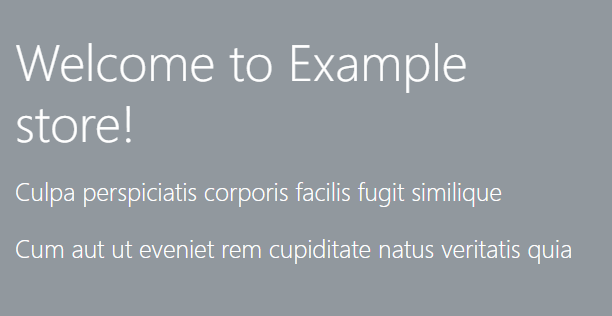 Welcome to Example
store!
Culpa perspiciatis corporis facilis fugit similique
Cum aut ut eveniet rem cupiditate natus veritatis quia